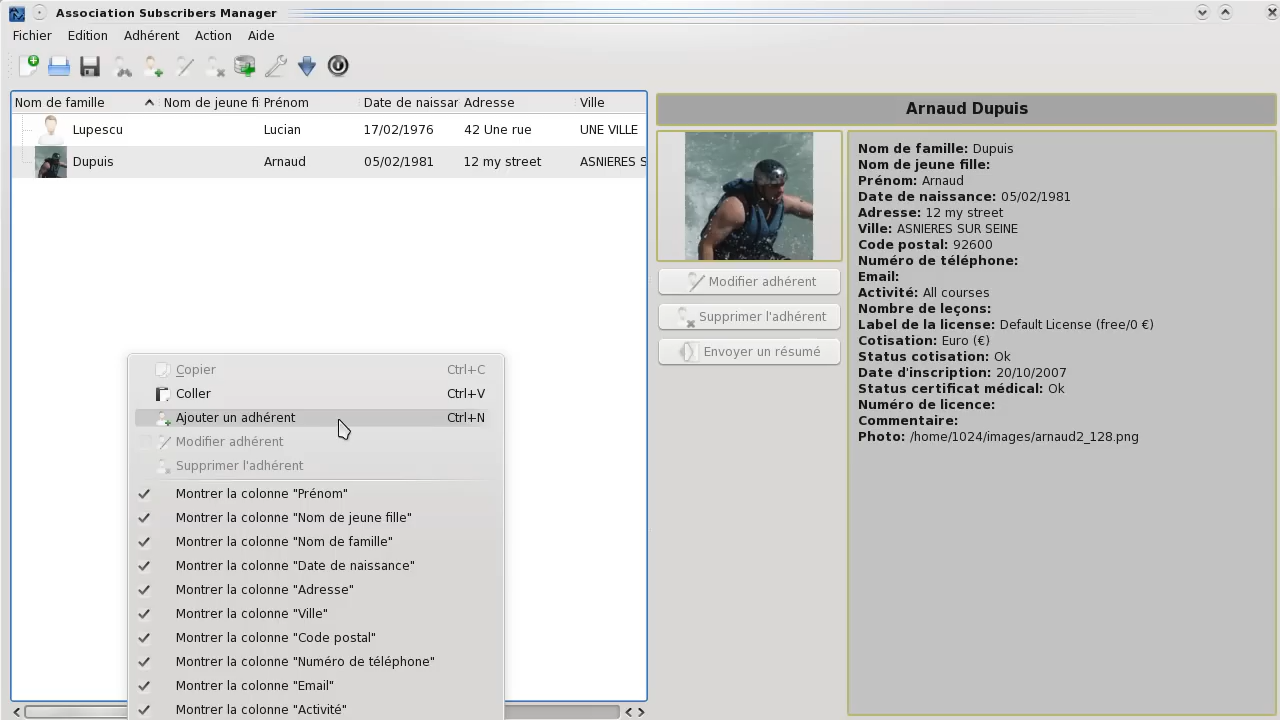 Association Subscribers Manager
Fichier Edition Adhérent Action Aide
Nom de famille Nom de jeune fi Prénom Date de naissar Adresse Ville
Lupescu Lucian 17/02/1976 42 Une rue UNE VILLE
Dupuis Arnaud 05/02/1981 12 my street ASNIERES S
Copier Ctrl+C
Coller Ctrl+V
Ajouter un adhérent Ctrl+N
Modifier adhérent
Supprimer l'adhérent
Montrer la colonne "Prénom"
Montrer la colonne "Nom de jeune fille"
Montrer la colonne "Nom de famille"
Montrer la colonne "Date de naissance"
Montrer la colonne "Adresse"
Montrer la colonne "Ville"
Montrer la colonne "Code postal"
Montrer la colonne "Numéro de téléphone"
Montrer la colonne "Email"
Montrer la colonne "Activité"
Arnaud Dupuis
Modifier adhérent
Supprimer l'adhérent
Envoyer un résumé
Nom de famille: Dupuis
Nom de jeune fille:
Prénom: Arnaud
Date de naissance: 05/02/1981
Adresse: 12 my street
Ville: ASNIERES SUR SEINE
Code postal: 92600
Numéro de téléphone:
Email:
Activité: All courses
Nombre de leçons:
Label de la license: Default License (free/0 €)
Cotisation: Euro (€)
Status cotisation: Ok
Date d'inscription: 20/10/2007
Status certificat médical: Ok
Numéro de licence:
Commentaire:
Photo: /home/1024/images/arnaud2_128.png